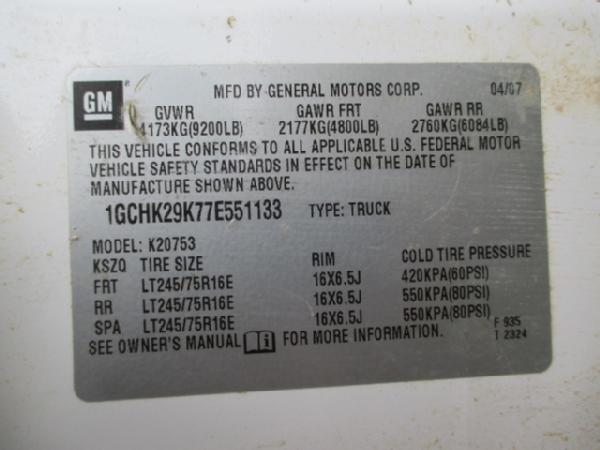 GM MFD BY GENERAL MOTORS CORP. 04/07
GVWR GAWR FRT GAWR RR
4173KG(9200LB) 2177KG(4800LB) 2760KG(6084LB)
THIS VEHICLE CONFORMS TO ALL APPLICABLE U.S. FEDERAL MOTOR
VEHICLE SAFETY STANDARDS IN EFFECT ON THE DATE OF
MANUFACTURE SHOWN ABOVE.
1GCHK29K77E551133 TYPE: TRUCK
MODEL: K20753
KSZQ TIRE SIZE RIM COLD TIRE PRESSURE
FRT LT245/75R16E 16X6.5J 420KPA(60PSI)
RR LT245/75R16E 16X6.5J 550KPA(80PSI)
SPA LT245/75R16E 16X6.5J 550KPA(80PSI)
SEE OWNER'S MANUAL i FOR MORE INFORMATION.
F 935
T 2324